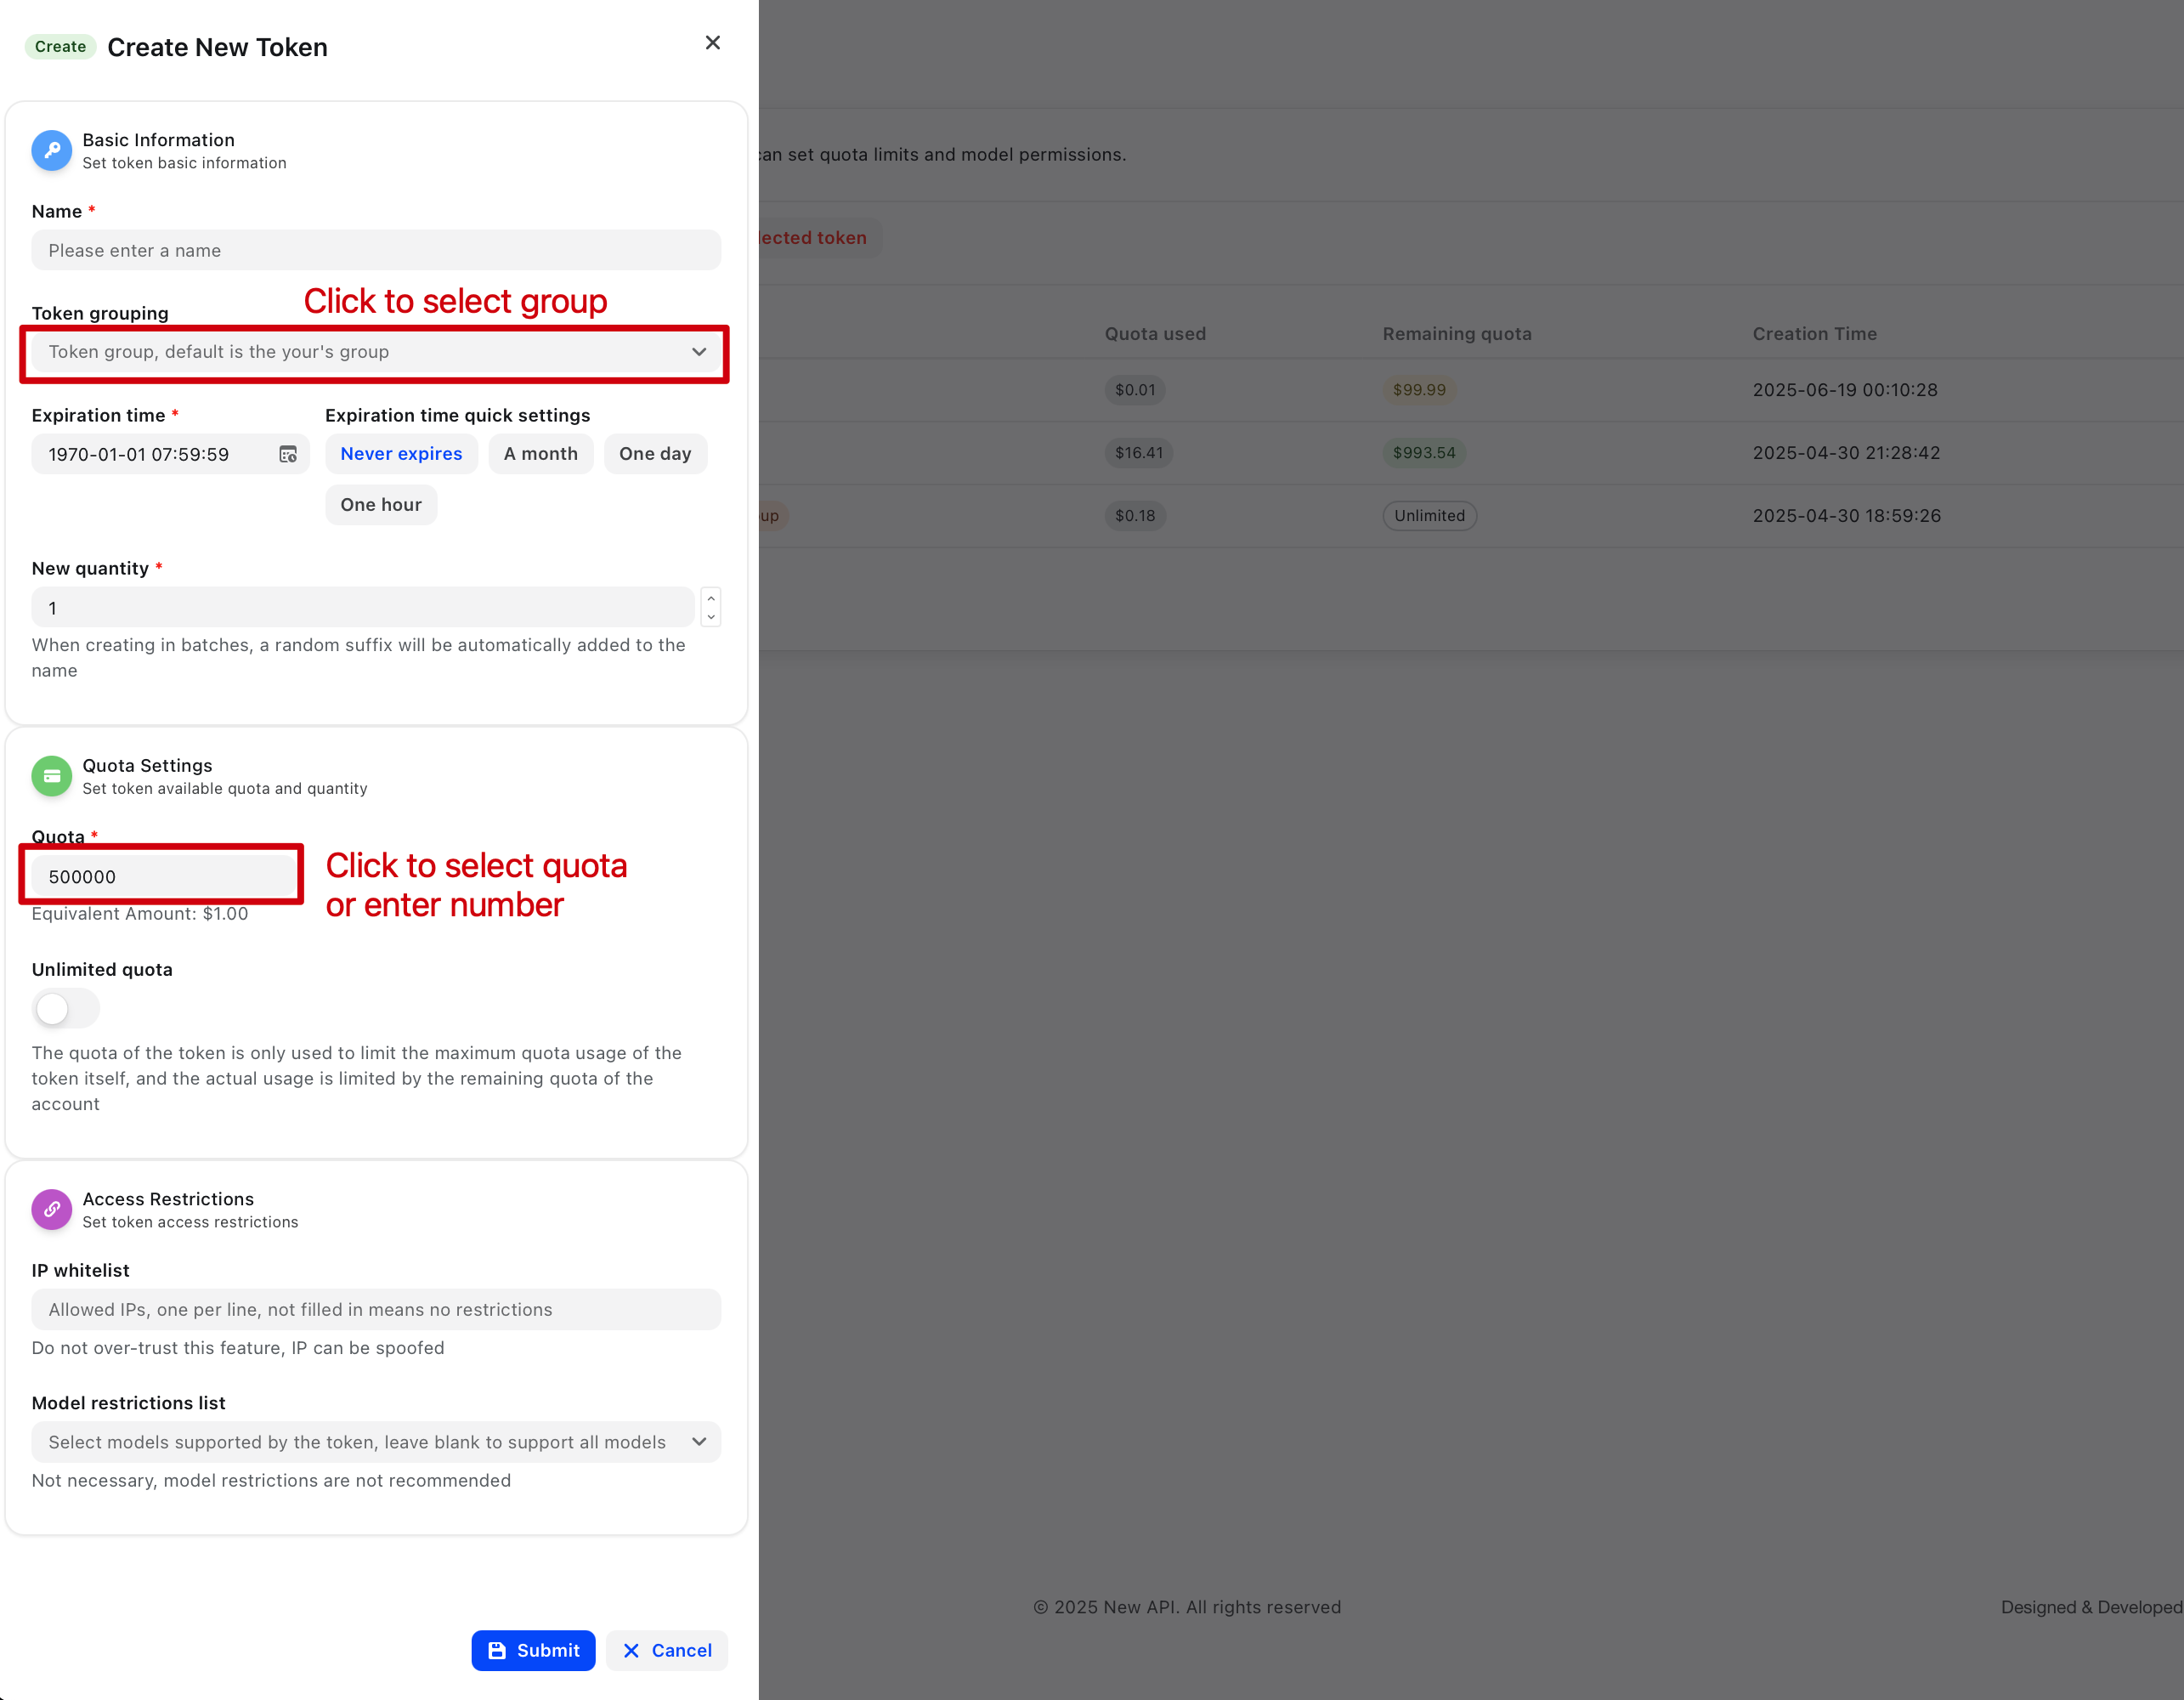 Create Create New Token
Basic Information
Set token basic information
Name *
Please enter a name
Click to select group
Token grouping
Token group, default is the your's group
Expiration time *
Expiration time quick settings
1970-01-01 07:59:59
Never expires
A month
One day
One hour
New quantity *
1
When creating in batches, a random suffix will be automatically added to the
name
Quota Settings
Set token available quota and quantity
Quota *
500000
Click to select quota
or enter number
Equivalent Amount: $1.00
Unlimited quota
The quota of the token is only used to limit the maximum quota usage of the
token itself, and the actual usage is limited by the remaining quota of the
account
Access Restrictions
Set token access restrictions
IP whitelist
Allowed IPs, one per line, not filled in means no restrictions
Do not over-trust this feature, IP can be spoofed
Model restrictions list
Select models supported by the token, leave blank to support all models
Not necessary, model restrictions are not recommended
Submit
Cancel
can set quota limits and model permissions.
lected token
Quota used Remaining quota Creation Time
$0.01 $99.99 2025-06-19 00:10:28
$16.41 $993.54 2025-04-30 21:28:42
up $0.18 Unlimited 2025-04-30 18:59:26
© 2025 New API. All rights reserved
Designed & Developed